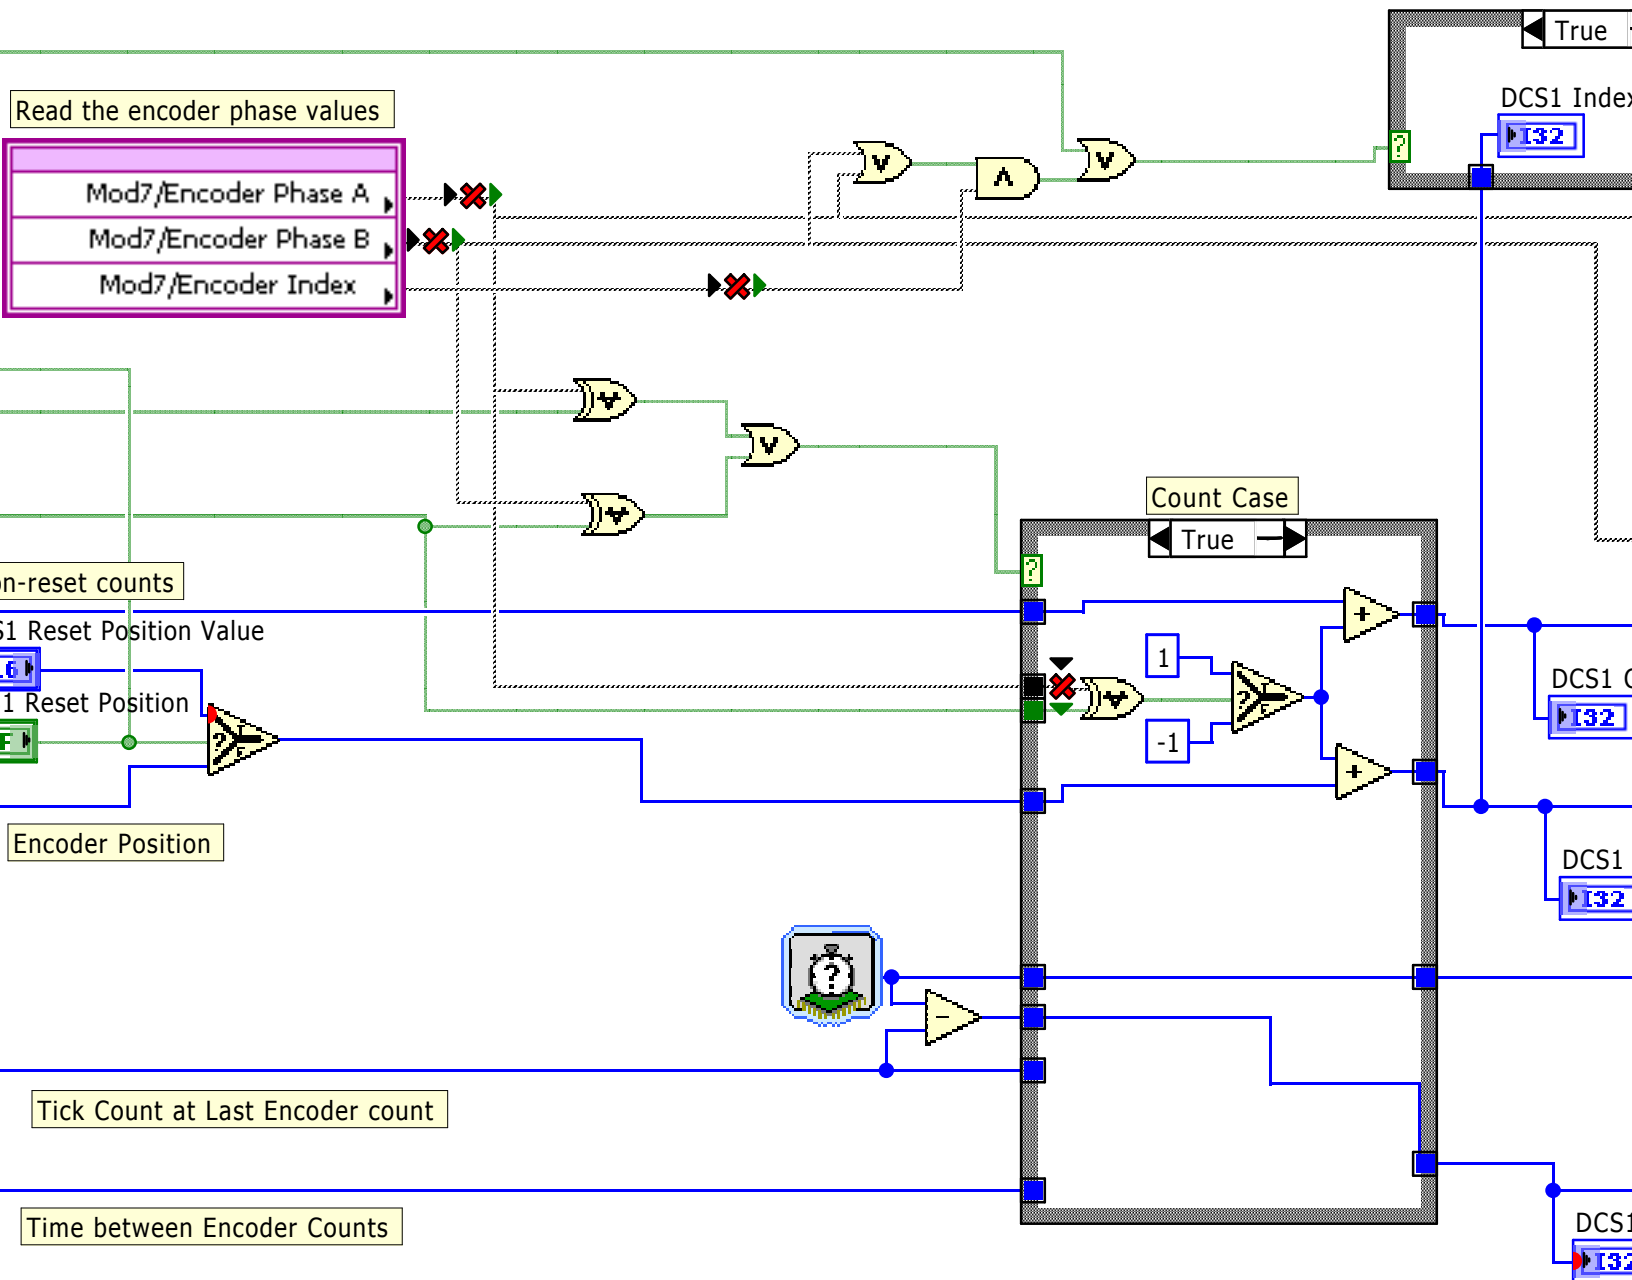 True
DCS1 Index
I32
?
Read the encoder phase values
Mod7/Encoder Phase A
Mod7/Encoder Phase B
Mod7/Encoder Index
V
Λ
V
V
V
V
Count Case
True
?
on-reset counts
S1 Reset Position Value
16
1 Reset Position
F
?
T
F
+
1
V
?
T
F
-1
+
DCS1 C
I32
Encoder Position
DCS1
I32
?
−
Tick Count at Last Encoder count
Time between Encoder Counts
DCS1
I32